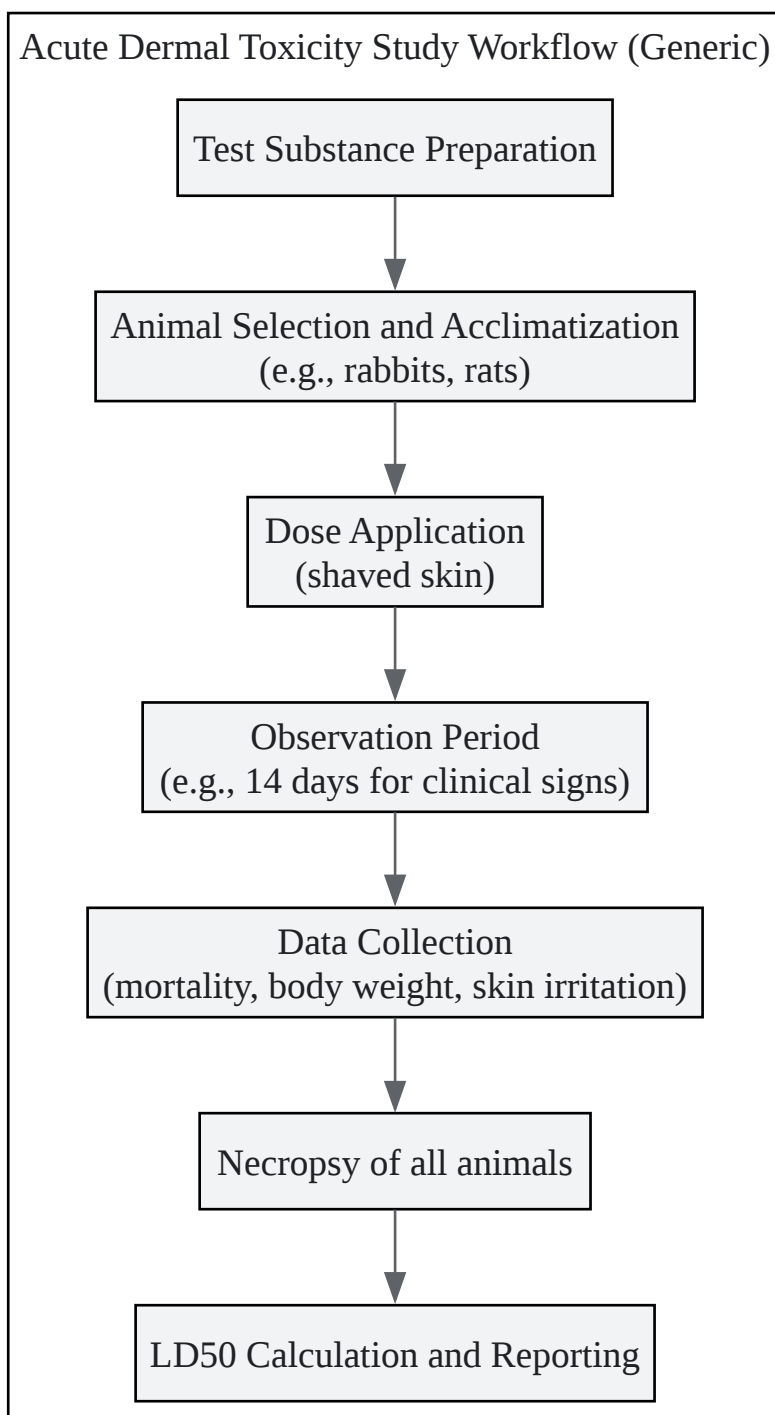 Acute Dermal Toxicity Study Workflow (Generic)
Test Substance Preparation
Animal Selection and Acclimatization
(e.g., rabbits, rats)
Dose Application
(shaved skin)
Observation Period
(e.g., 14 days for clinical signs)
Data Collection
(mortality, body weight, skin irritation)
Necropsy of all animals
LD50 Calculation and Reporting